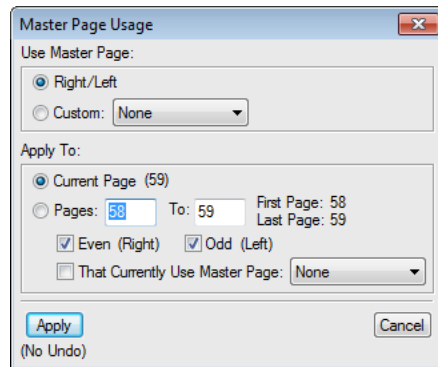 Master Page Usage
Use Master Page:
Right/Left
Custom: None
Apply To:
Current Page (59)
Pages: 58 To: 59 First Page: 58
Last Page: 59
Even (Right) Odd (Left)
That Currently Use Master Page: None
Apply Cancel
(No Undo)